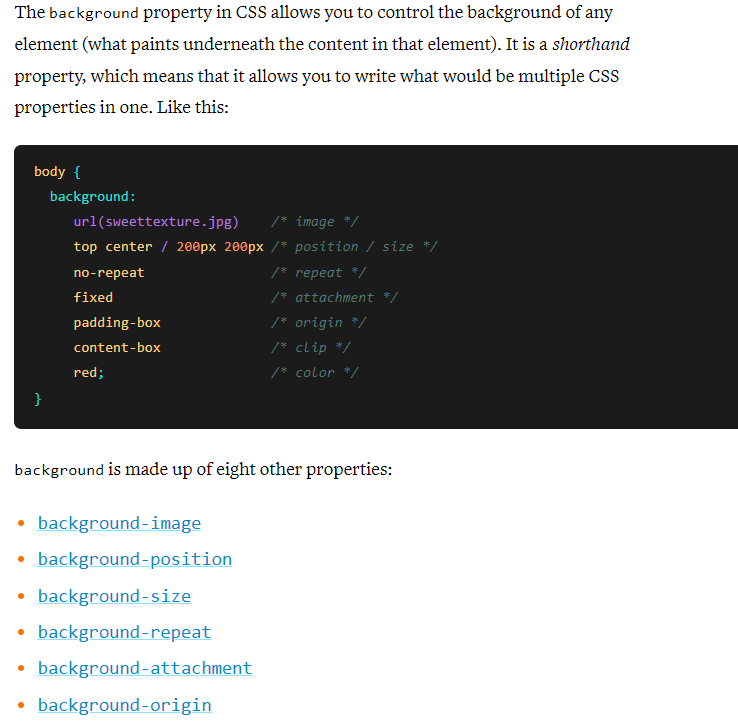 The background property in CSS allows you to control the background of any
element (what paints underneath the content in that element). It is a shorthand
property, which means that it allows you to write what would be multiple CSS
properties in one. Like this:
body {
  background:
     url(sweettexture.jpg)    /* image */
     top center / 200px 200px /* position / size */
     no-repeat                /* repeat */
     fixed                    /* attachment */
     padding-box              /* origin */
     content-box              /* clip */
     red;                     /* color */
}
background is made up of eight other properties:
• background-image
• background-position
• background-size
• background-repeat
• background-attachment
• background-origin